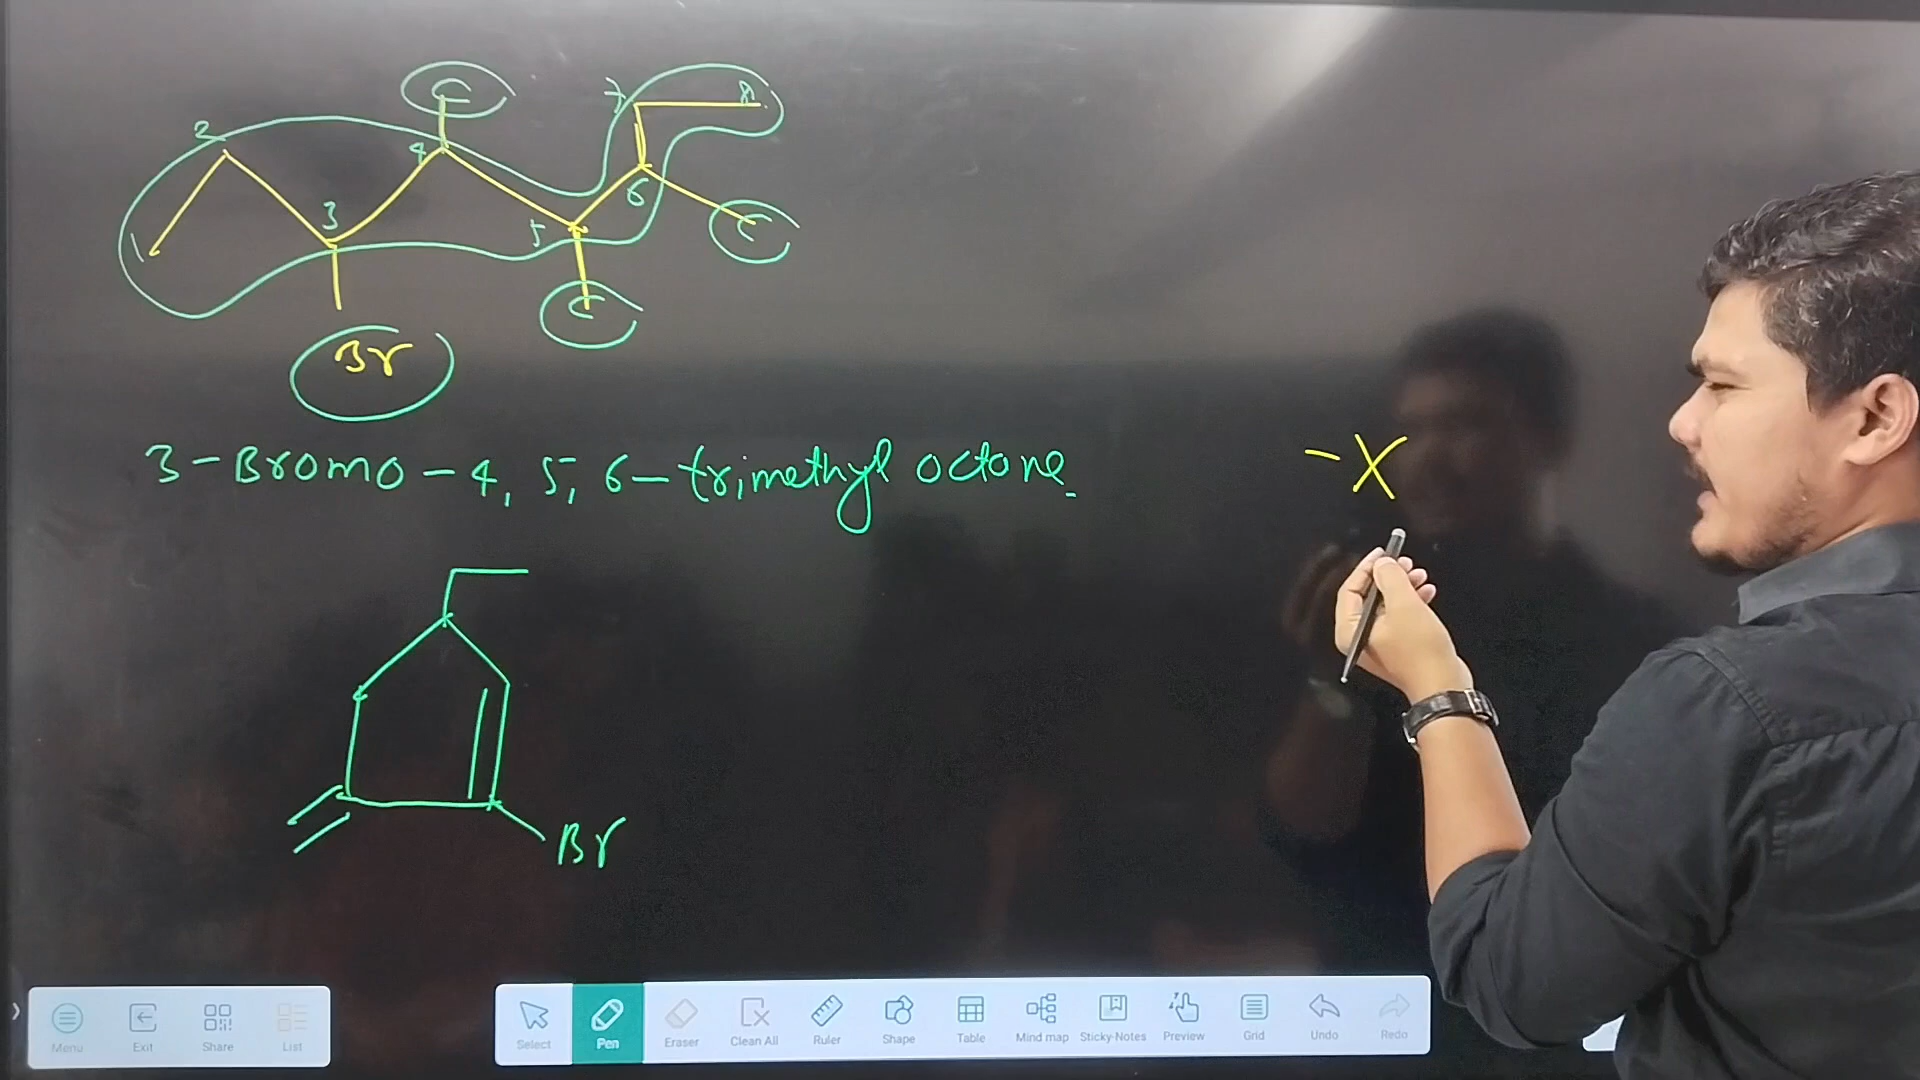 C
7 8
2
4
3
6
C
1
5
C
Br
3-Bromo-4, 5, 6-trimethyl octane.
-X
Br
Menu Exit Share List
Select Pen Eraser Clean All Ruler Shape Table Mind map Sticky-Notes Preview Grid Undo Redo